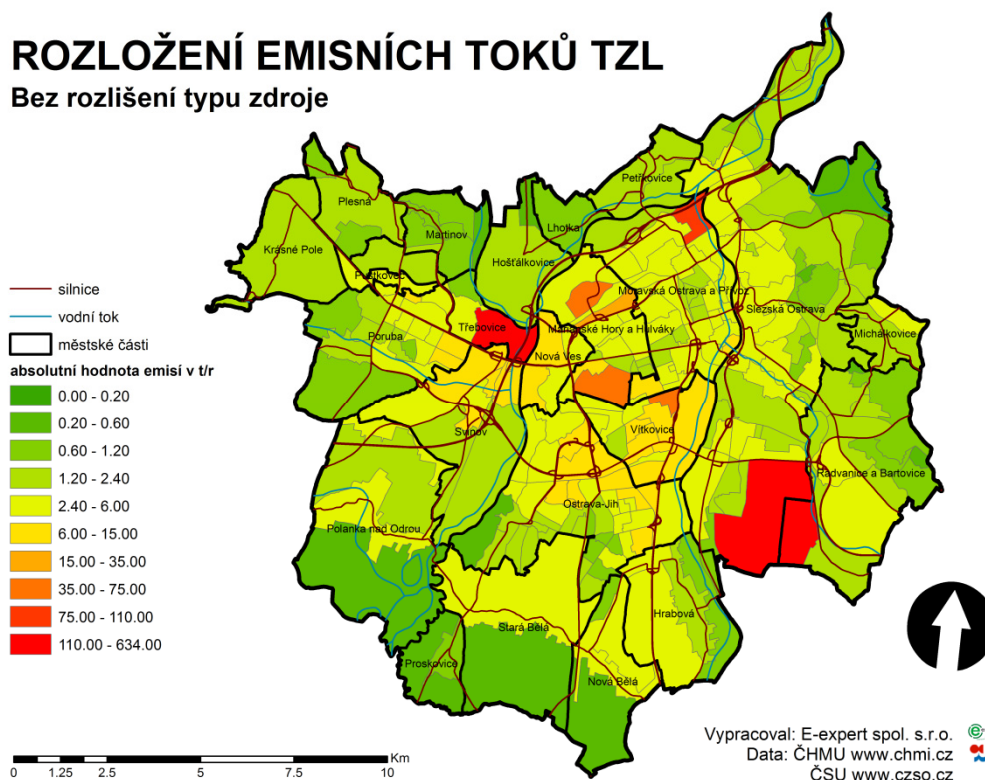 ROZLOŽENÍ EMISNÍCH TOKŮ TZL
Bez rozlišení typu zdroje
Petřkovice
Plesná
Lhotka
Martinov
Krásné Pole
Hošťálkovice
Pustkovec
Moravská Ostrava a Přívoz
Slezská Ostrava
Třebovice
Mariánské Hory a Hulváky
Poruba
Michálkovice
Nová Ves
Svinov
Vítkovice
Radvanice a Bartovice
Ostrava-Jih
Polanka nad Odrou
Hrabová
Stará Bělá
Proskovice
Nová Bělá
silnice
vodní tok
městské části
absolutní hodnota emisí v t/r
0.00 - 0.20
0.20 - 0.60
0.60 - 1.20
1.20 - 2.40
2.40 - 6.00
6.00 - 15.00
15.00 - 35.00
35.00 - 75.00
75.00 - 110.00
110.00 - 634.00
Km
0 1.25 2.5 5 7.5 10
Vypracoval: E-expert spol. s.r.o.
Data: ČHMU www.chmi.cz
ČSU www.czso.cz